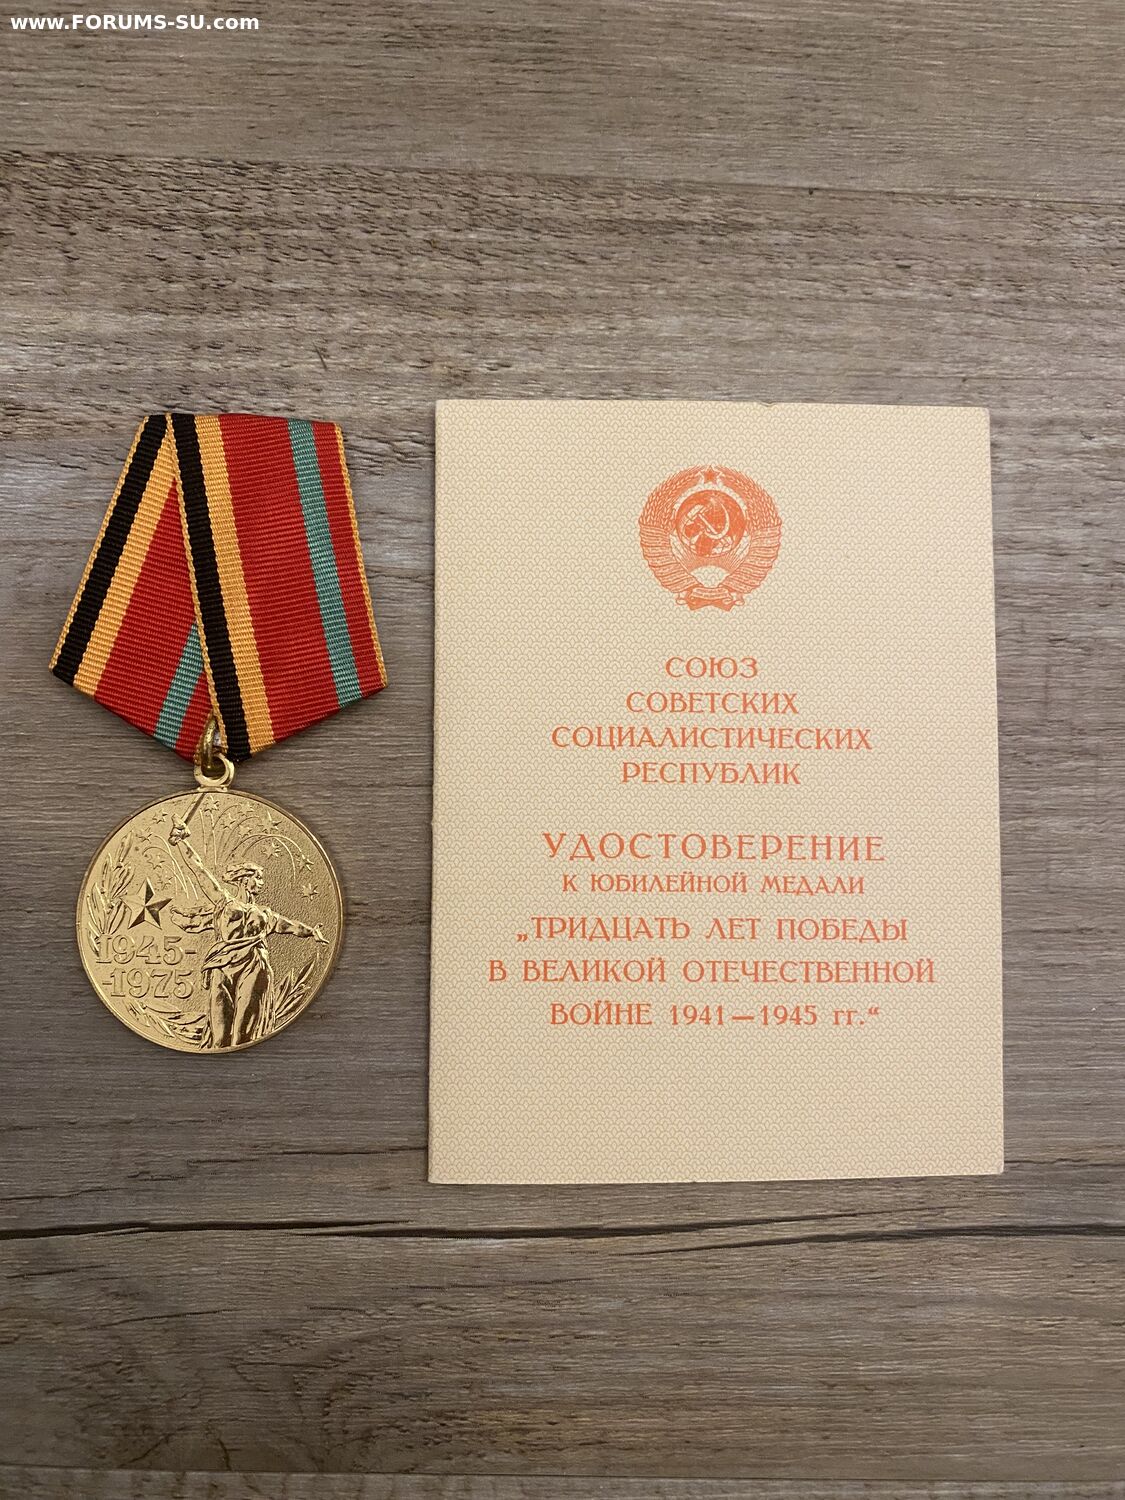 www.FORUMS-SU.com
1945-
-1975
СОЮЗ
СОВЕТСКИХ
СОЦИАЛИСТИЧЕСКИХ
РЕСПУБЛИК
УДОСТОВЕРЕНИЕ
К ЮБИЛЕЙНОЙ МЕДАЛИ
„ТРИДЦАТЬ ЛЕТ ПОБЕДЫ
В ВЕЛИКОЙ ОТЕЧЕСТВЕННОЙ
ВОЙНЕ 1941—1945 гг.“